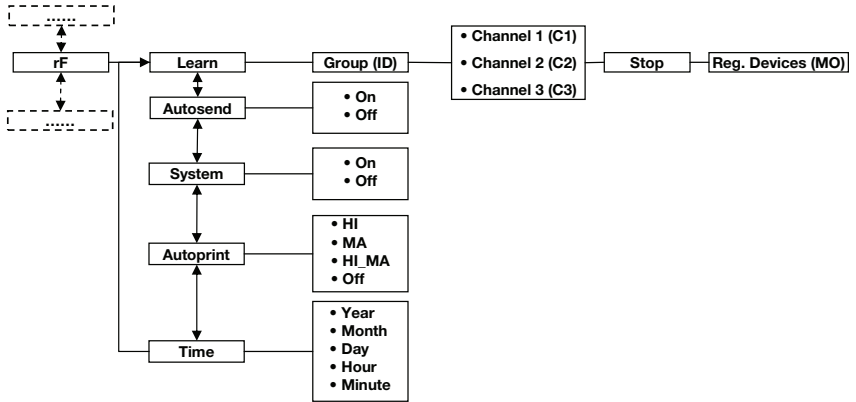 ......
rF
......
Learn
Group (ID)
• Channel 1 (C1)
• Channel 2 (C2)
• Channel 3 (C3)
Stop
Reg. Devices (MO)
Autosend
• On
• Off
System
• On
• Off
Autoprint
• HI
• MA
• HI_MA
• Off
Time
• Year
• Month
• Day
• Hour
• Minute